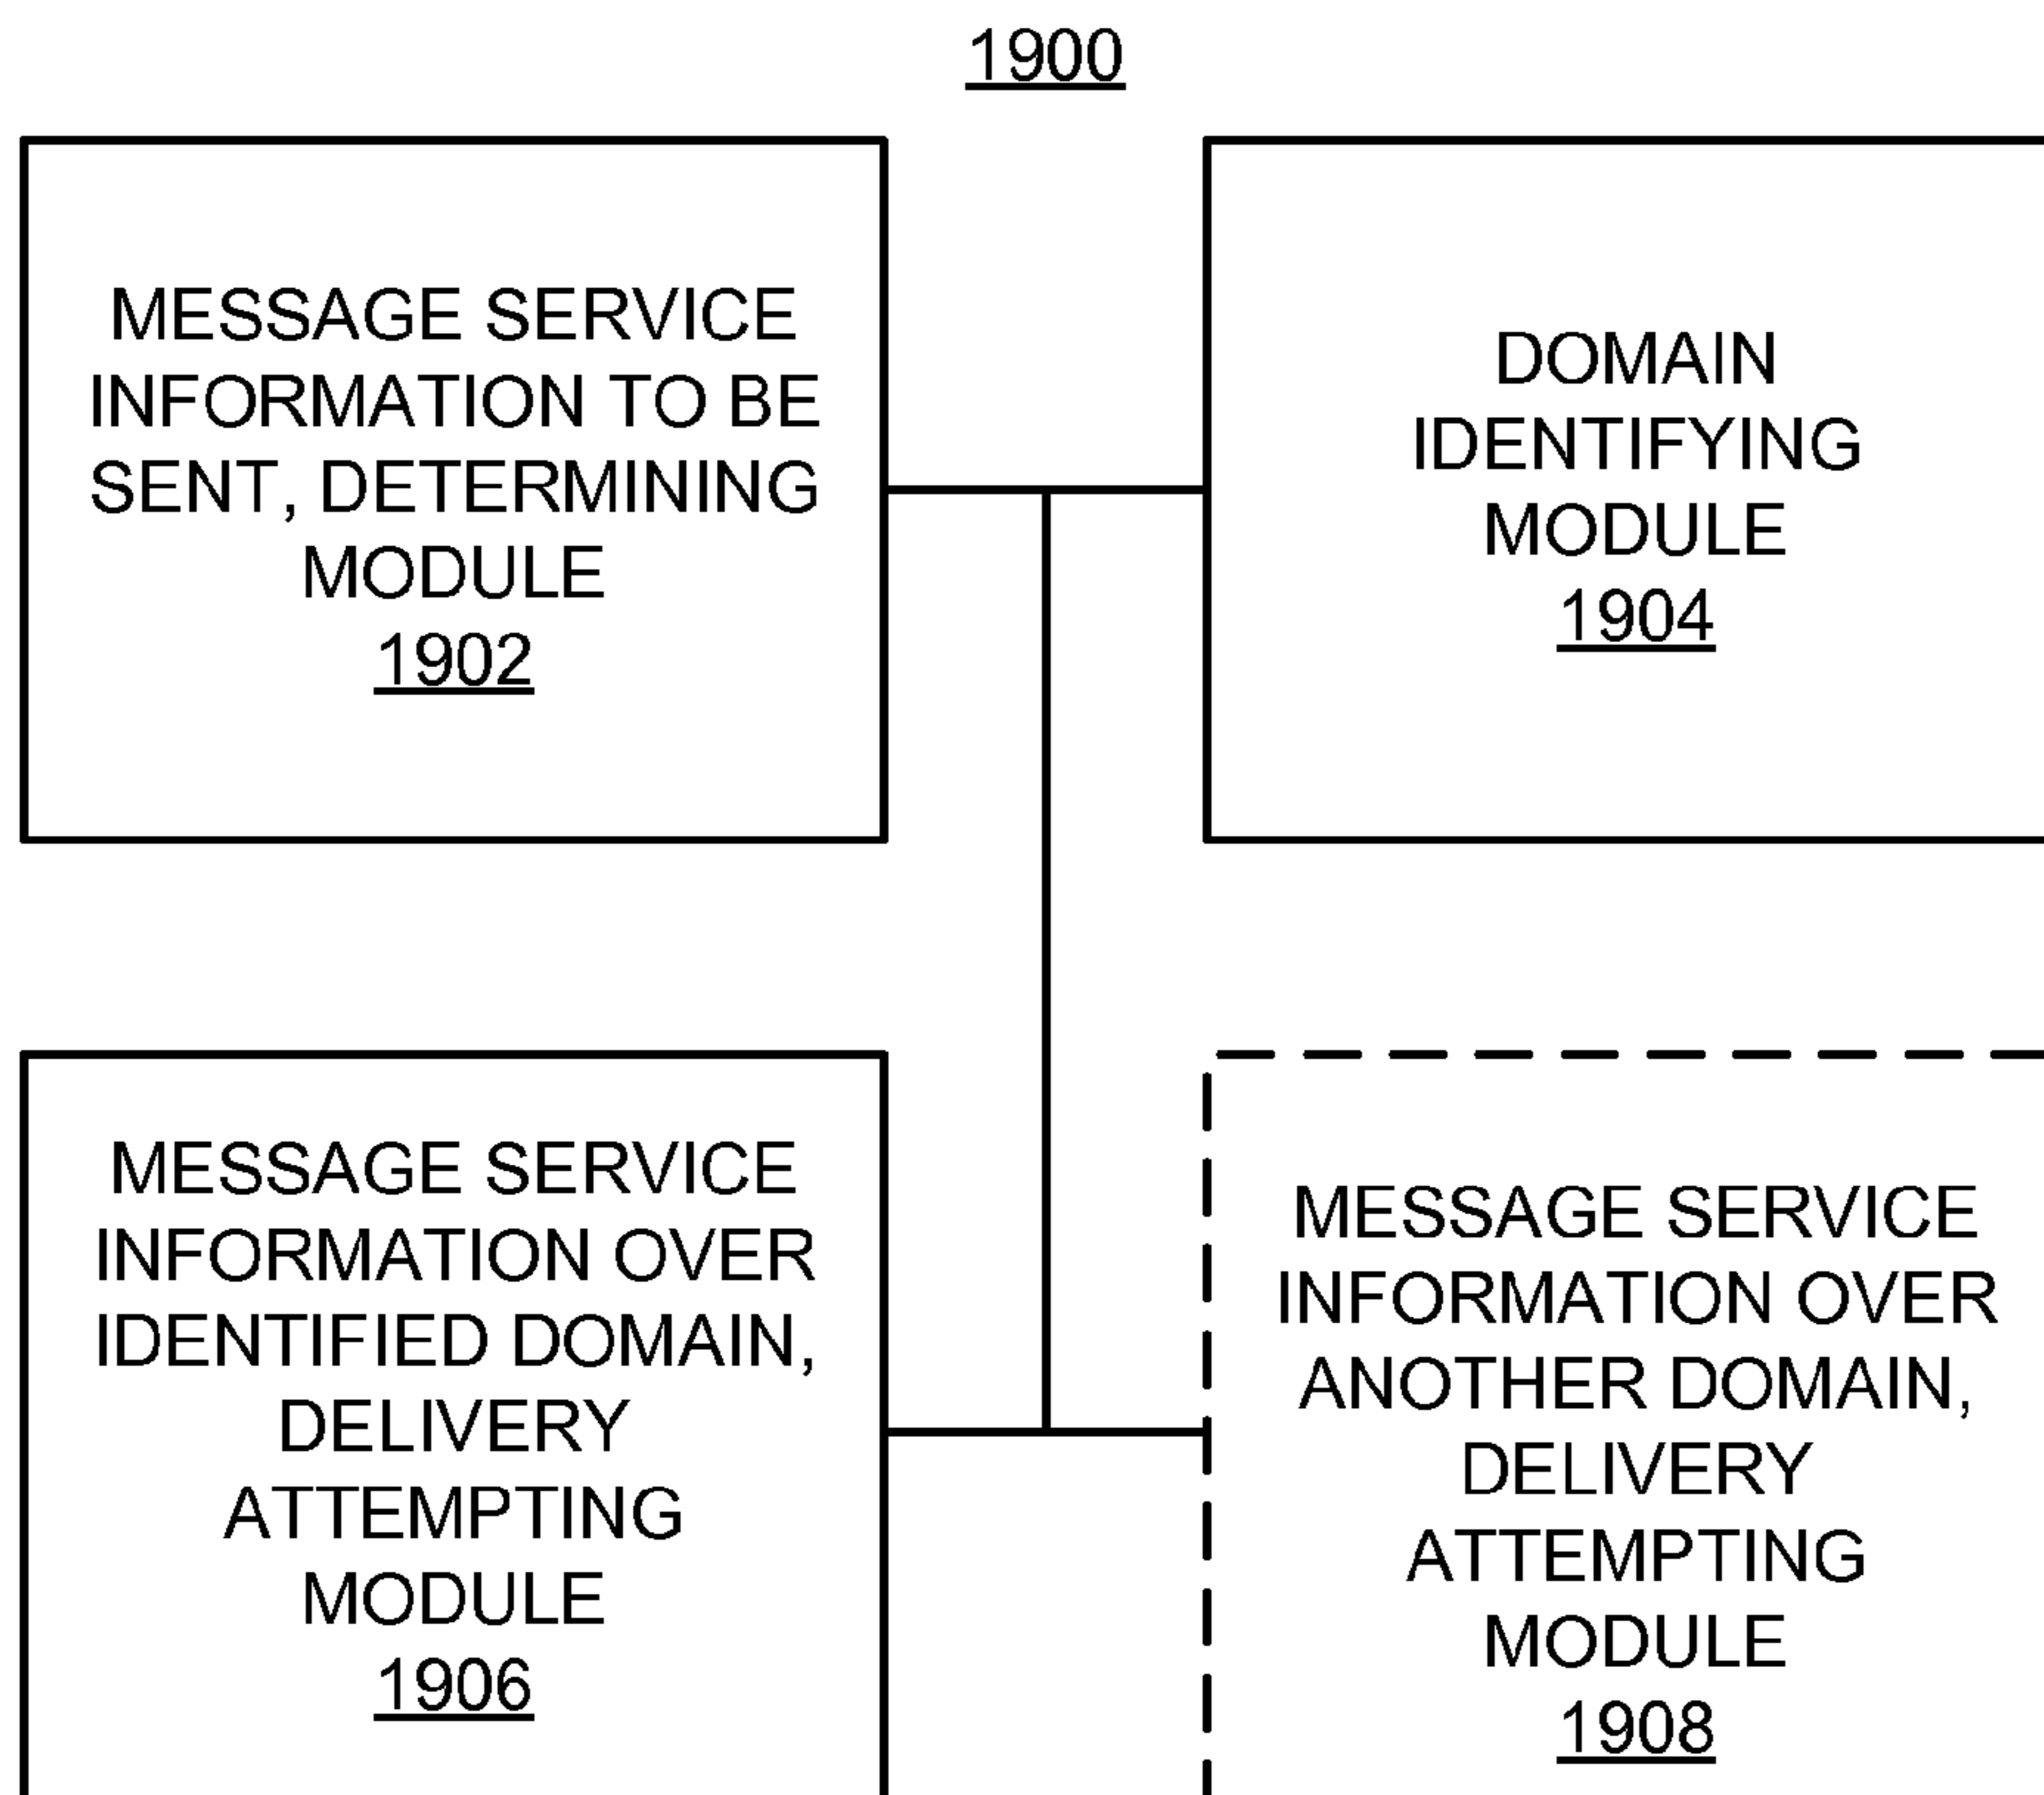 1900
MESSAGE SERVICE
INFORMATION TO BE
SENT, DETERMINING
MODULE
1902
DOMAIN
IDENTIFYING
MODULE
1904
MESSAGE SERVICE
INFORMATION OVER
IDENTIFIED DOMAIN,
DELIVERY
ATTEMPTING
MODULE
1906
MESSAGE SERVICE
INFORMATION OVER
ANOTHER DOMAIN,
DELIVERY
ATTEMPTING
MODULE
1908